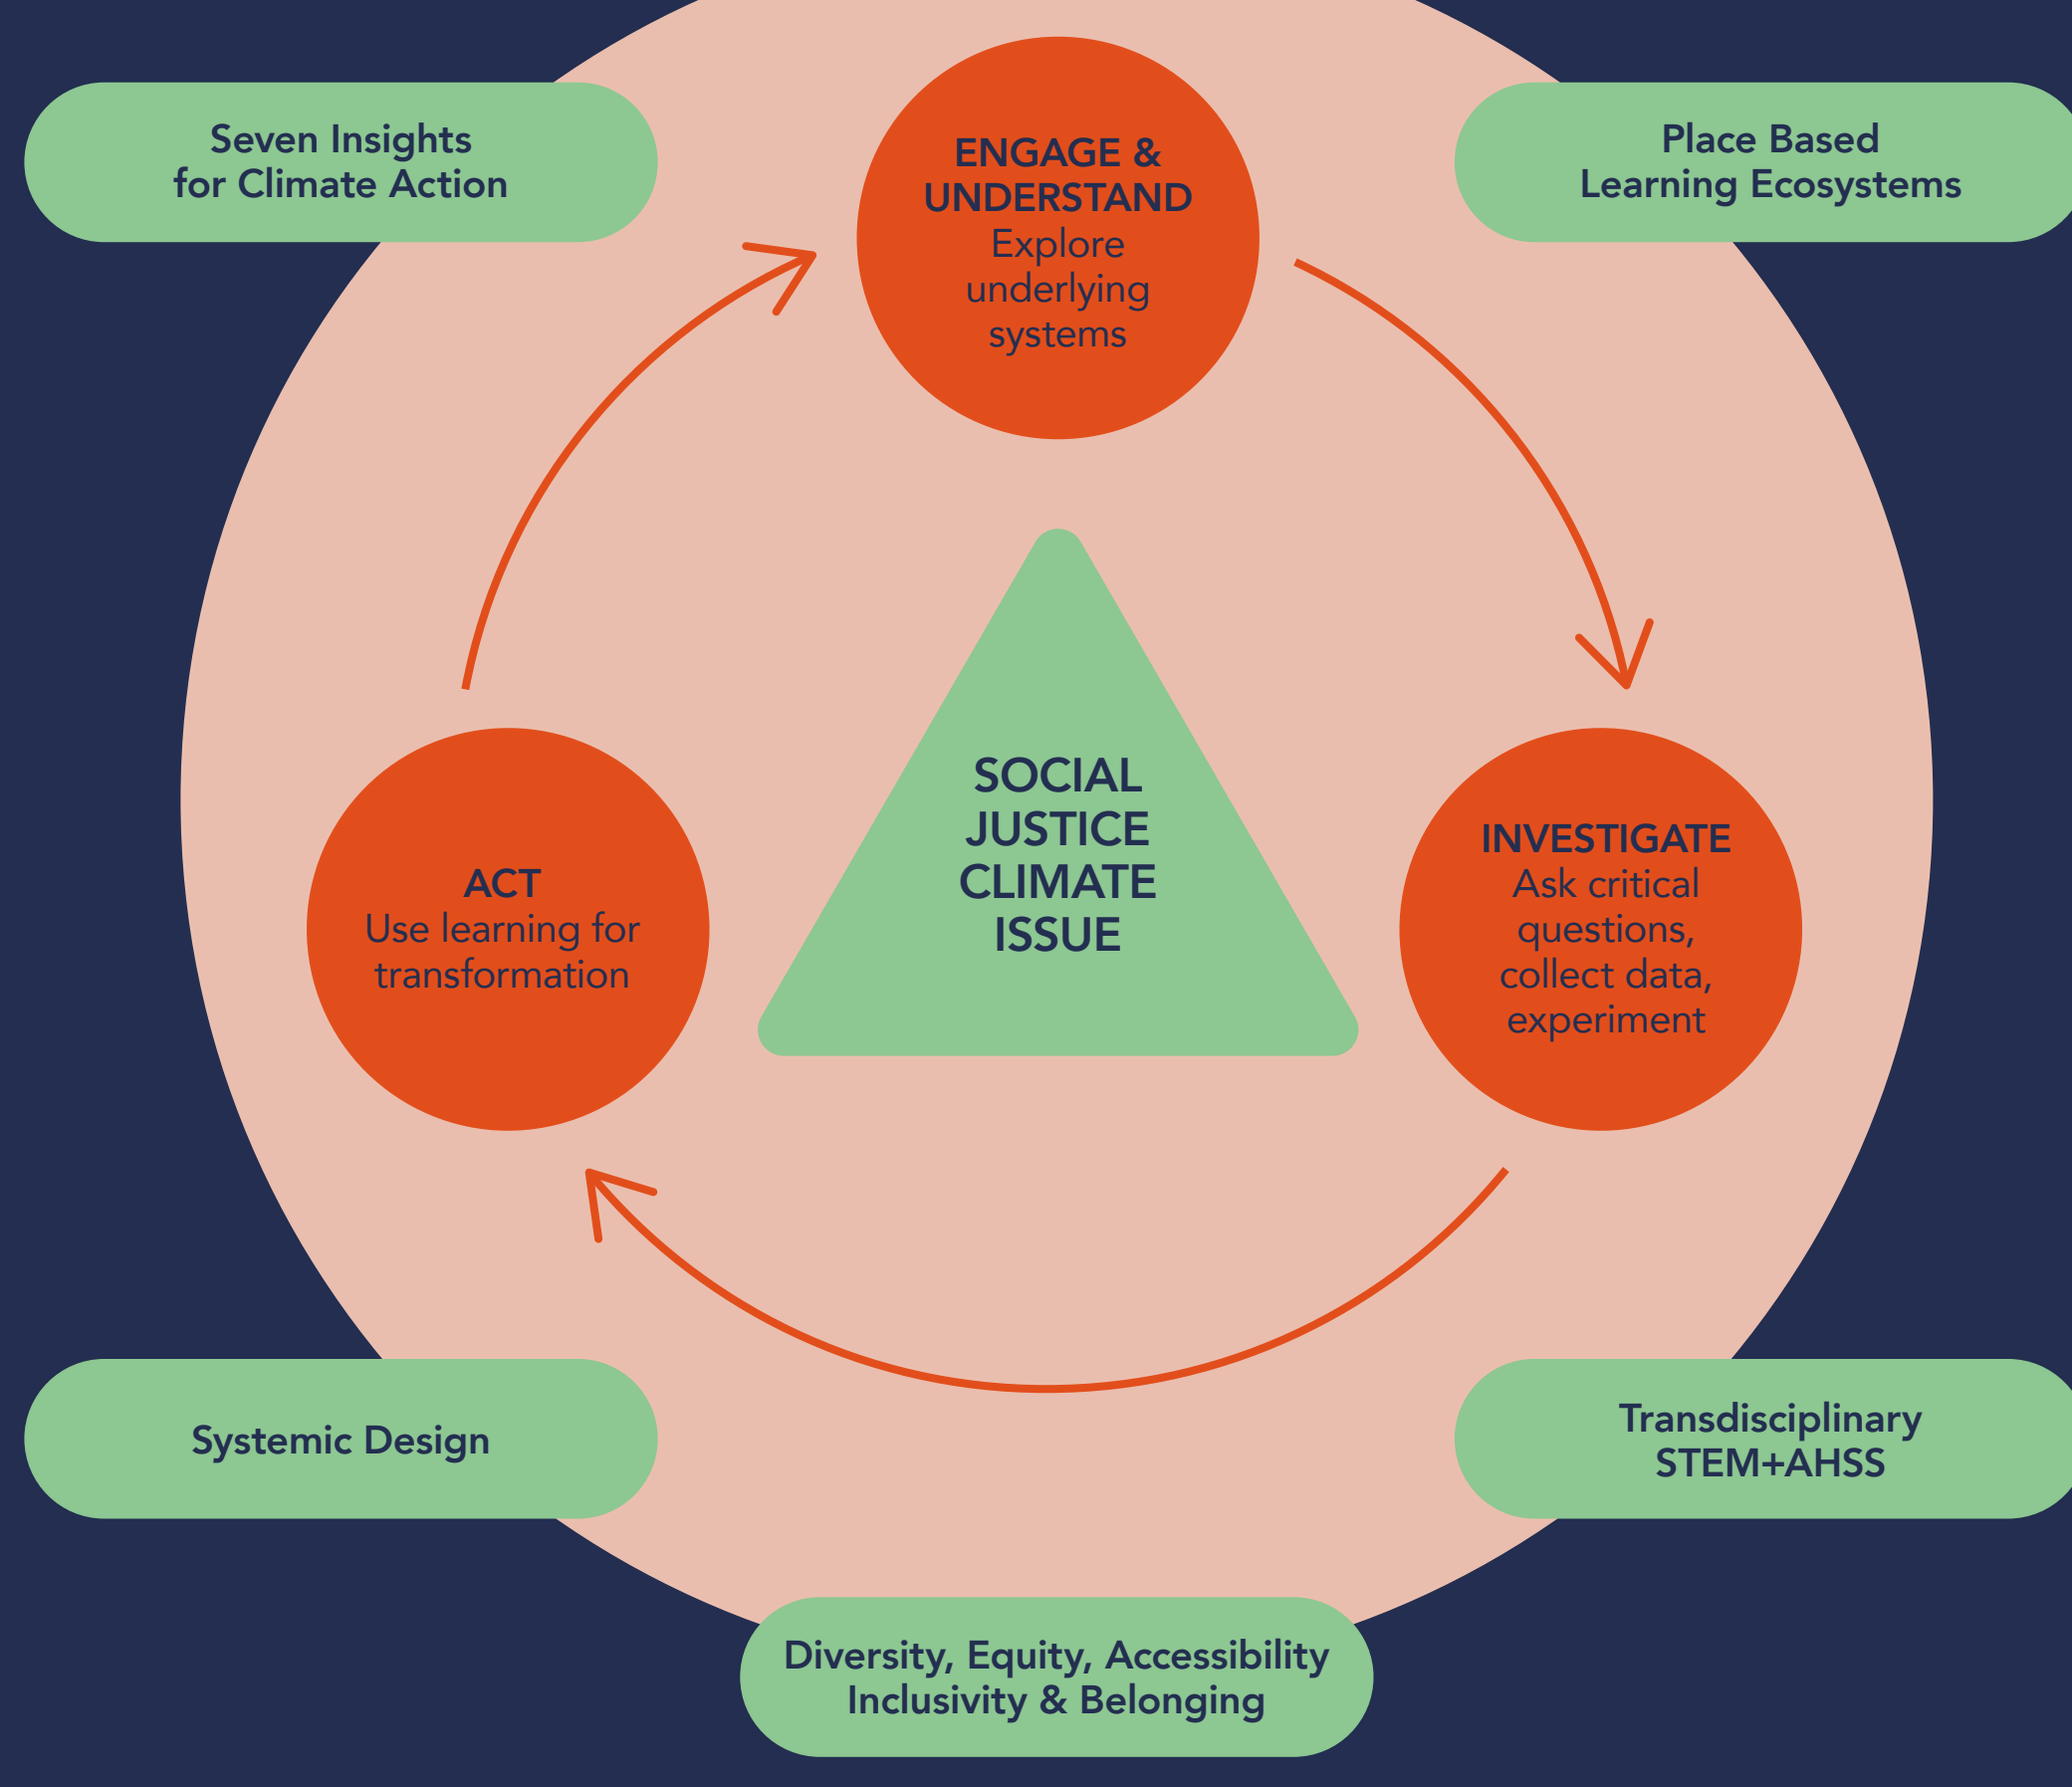 Seven Insights
for Climate Action
ENGAGE &
UNDERSTAND
Explore
underlying
systems
Place Based
Learning Ecosystems
SOCIAL
JUSTICE
CLIMATE
ISSUE
ACT
Use learning for
transformation
INVESTIGATE
Ask critical
questions,
collect data,
experiment
Systemic Design
Transdisciplinary
STEM+AHSS
Diversity, Equity, Accessibility
Inclusivity & Belonging